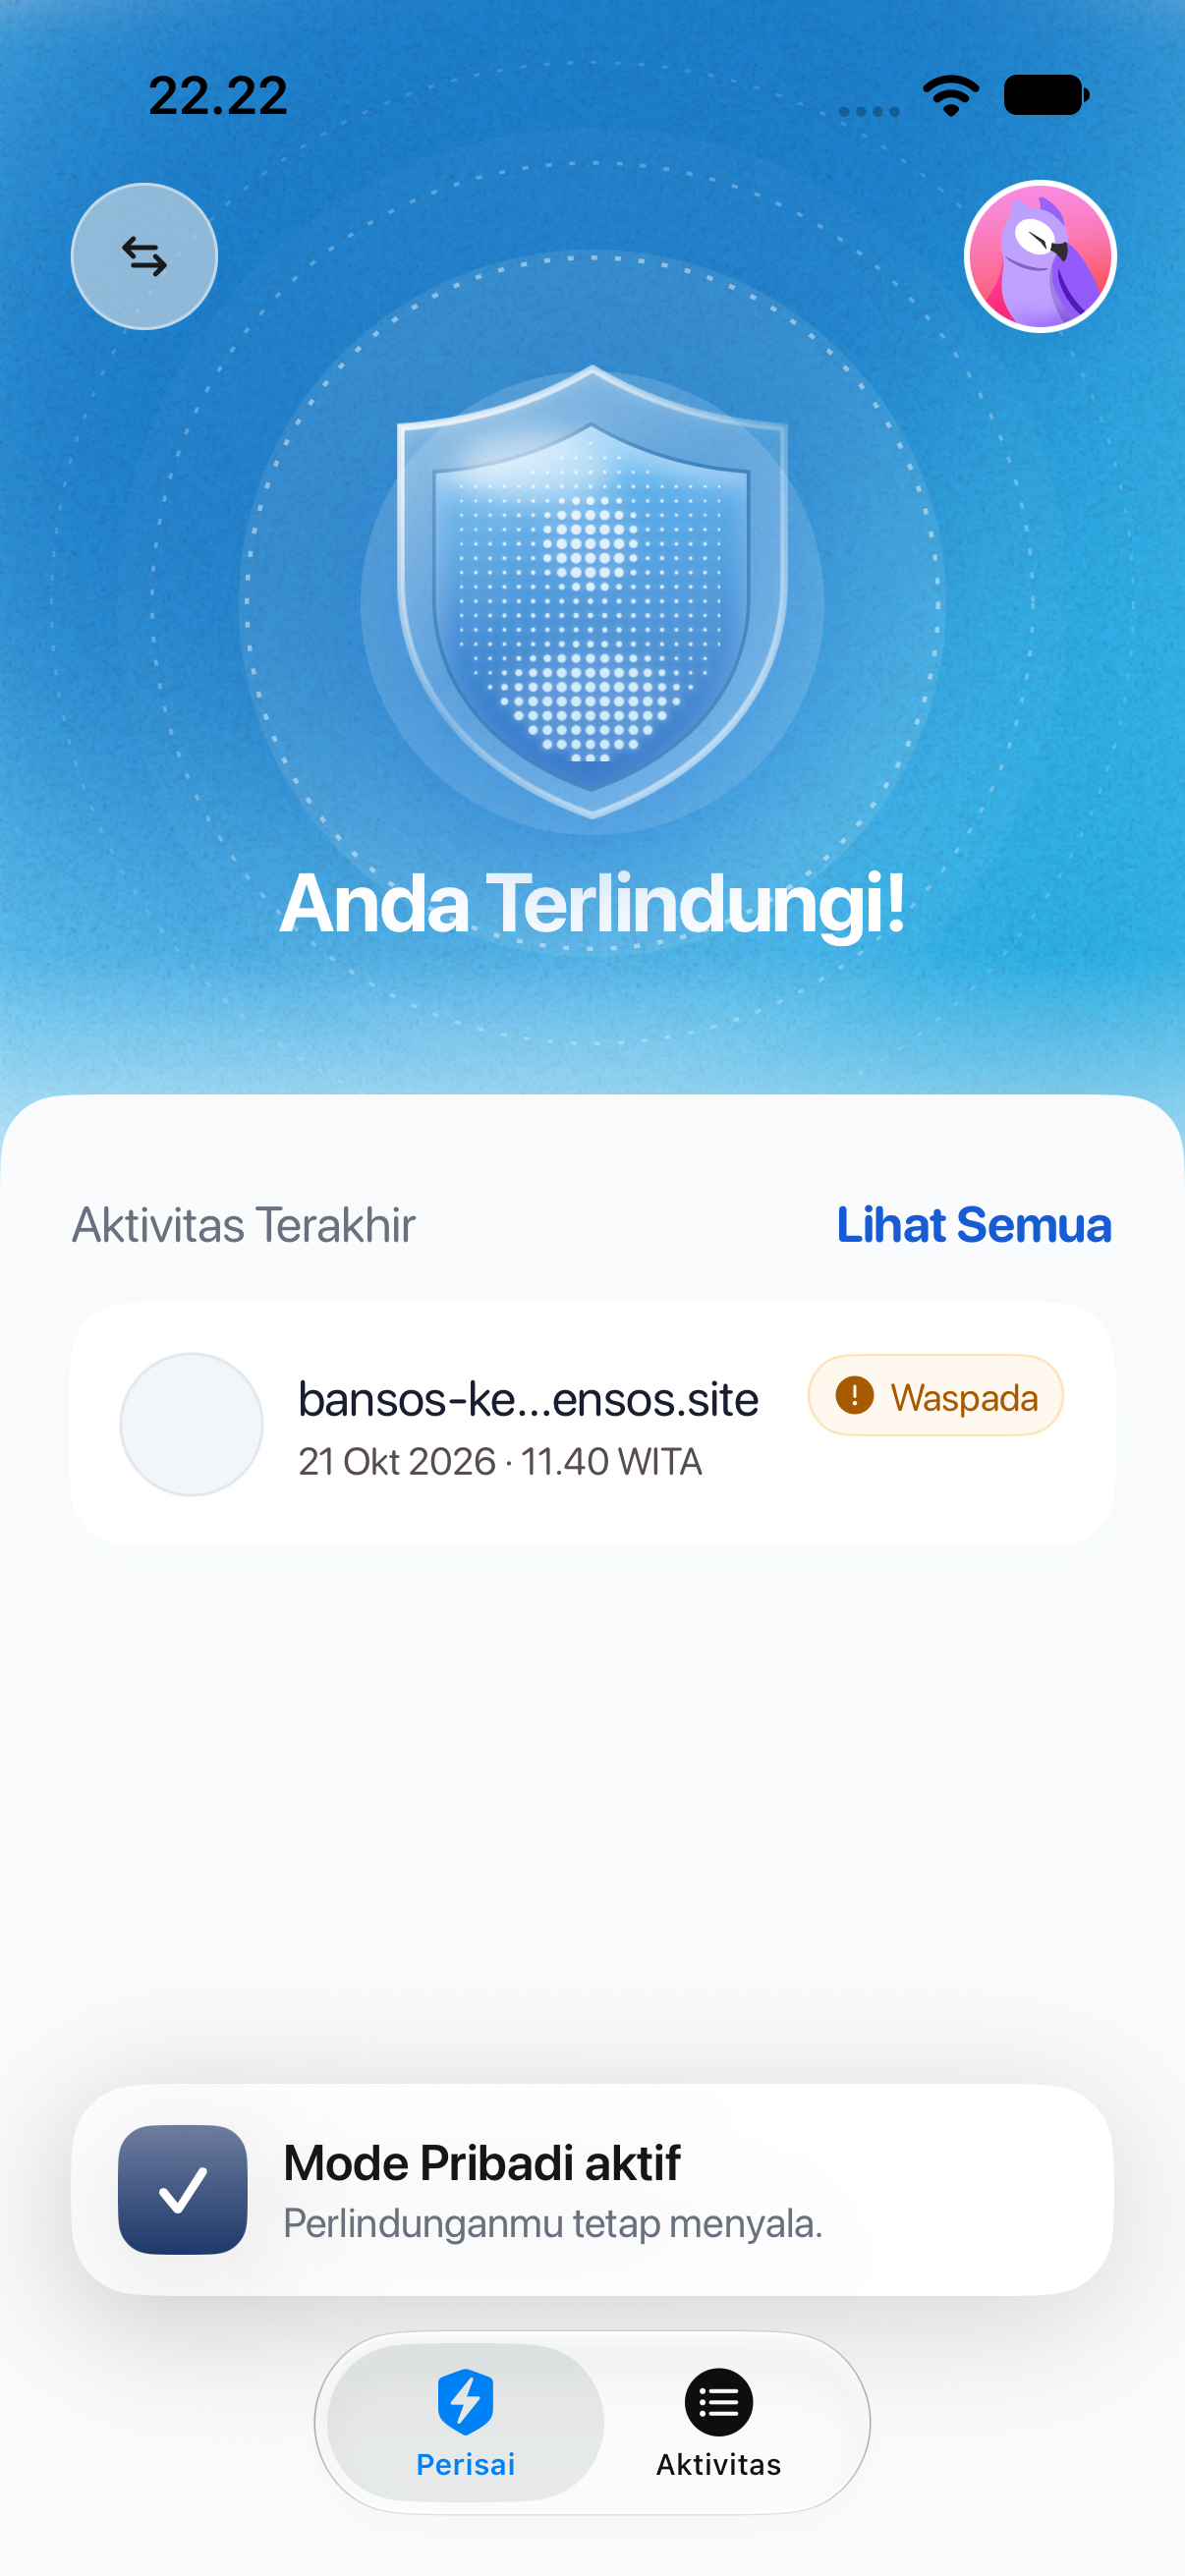 22.22
Anda Terlindungi!
Aktivitas Terakhir
Lihat Semua
bansos-ke...ensos.site
Waspada
21 Okt 2026 · 11.40 WITA
Mode Pribadi aktif
Perlindunganmu tetap menyala.
Perisai
Aktivitas